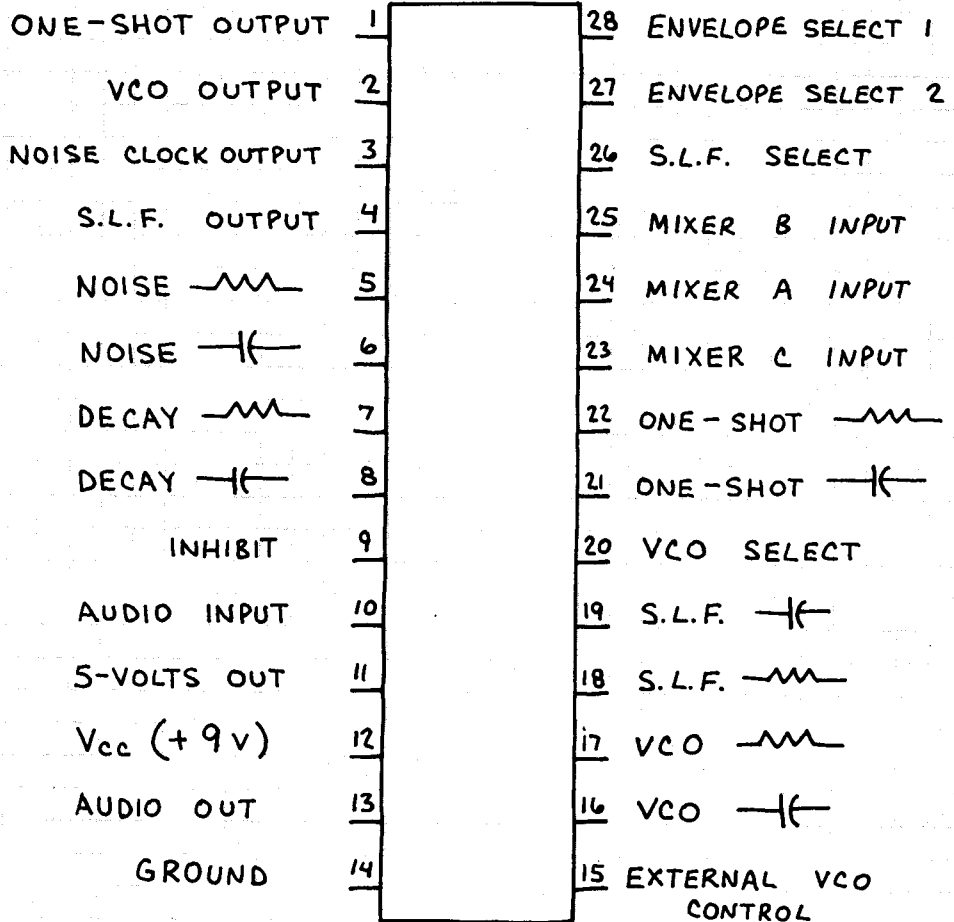 ONE-SHOT OUTPUT 1
VCO OUTPUT 2
NOISE CLOCK OUTPUT 3
S.L.F. OUTPUT 4
NOISE 5
NOISE 6
DECAY 7
DECAY 8
INHIBIT 9
AUDIO INPUT 10
5-VOLTS OUT 11
Vcc (+9v) 12
AUDIO OUT 13
GROUND 14
28 ENVELOPE SELECT 1
27 ENVELOPE SELECT 2
26 S.L.F. SELECT
25 MIXER B INPUT
24 MIXER A INPUT
23 MIXER C INPUT
22 ONE-SHOT
21 ONE-SHOT
20 VCO SELECT
19 S.L.F.
18 S.L.F.
17 VCO
16 VCO
15 EXTERNAL VCO
CONTROL